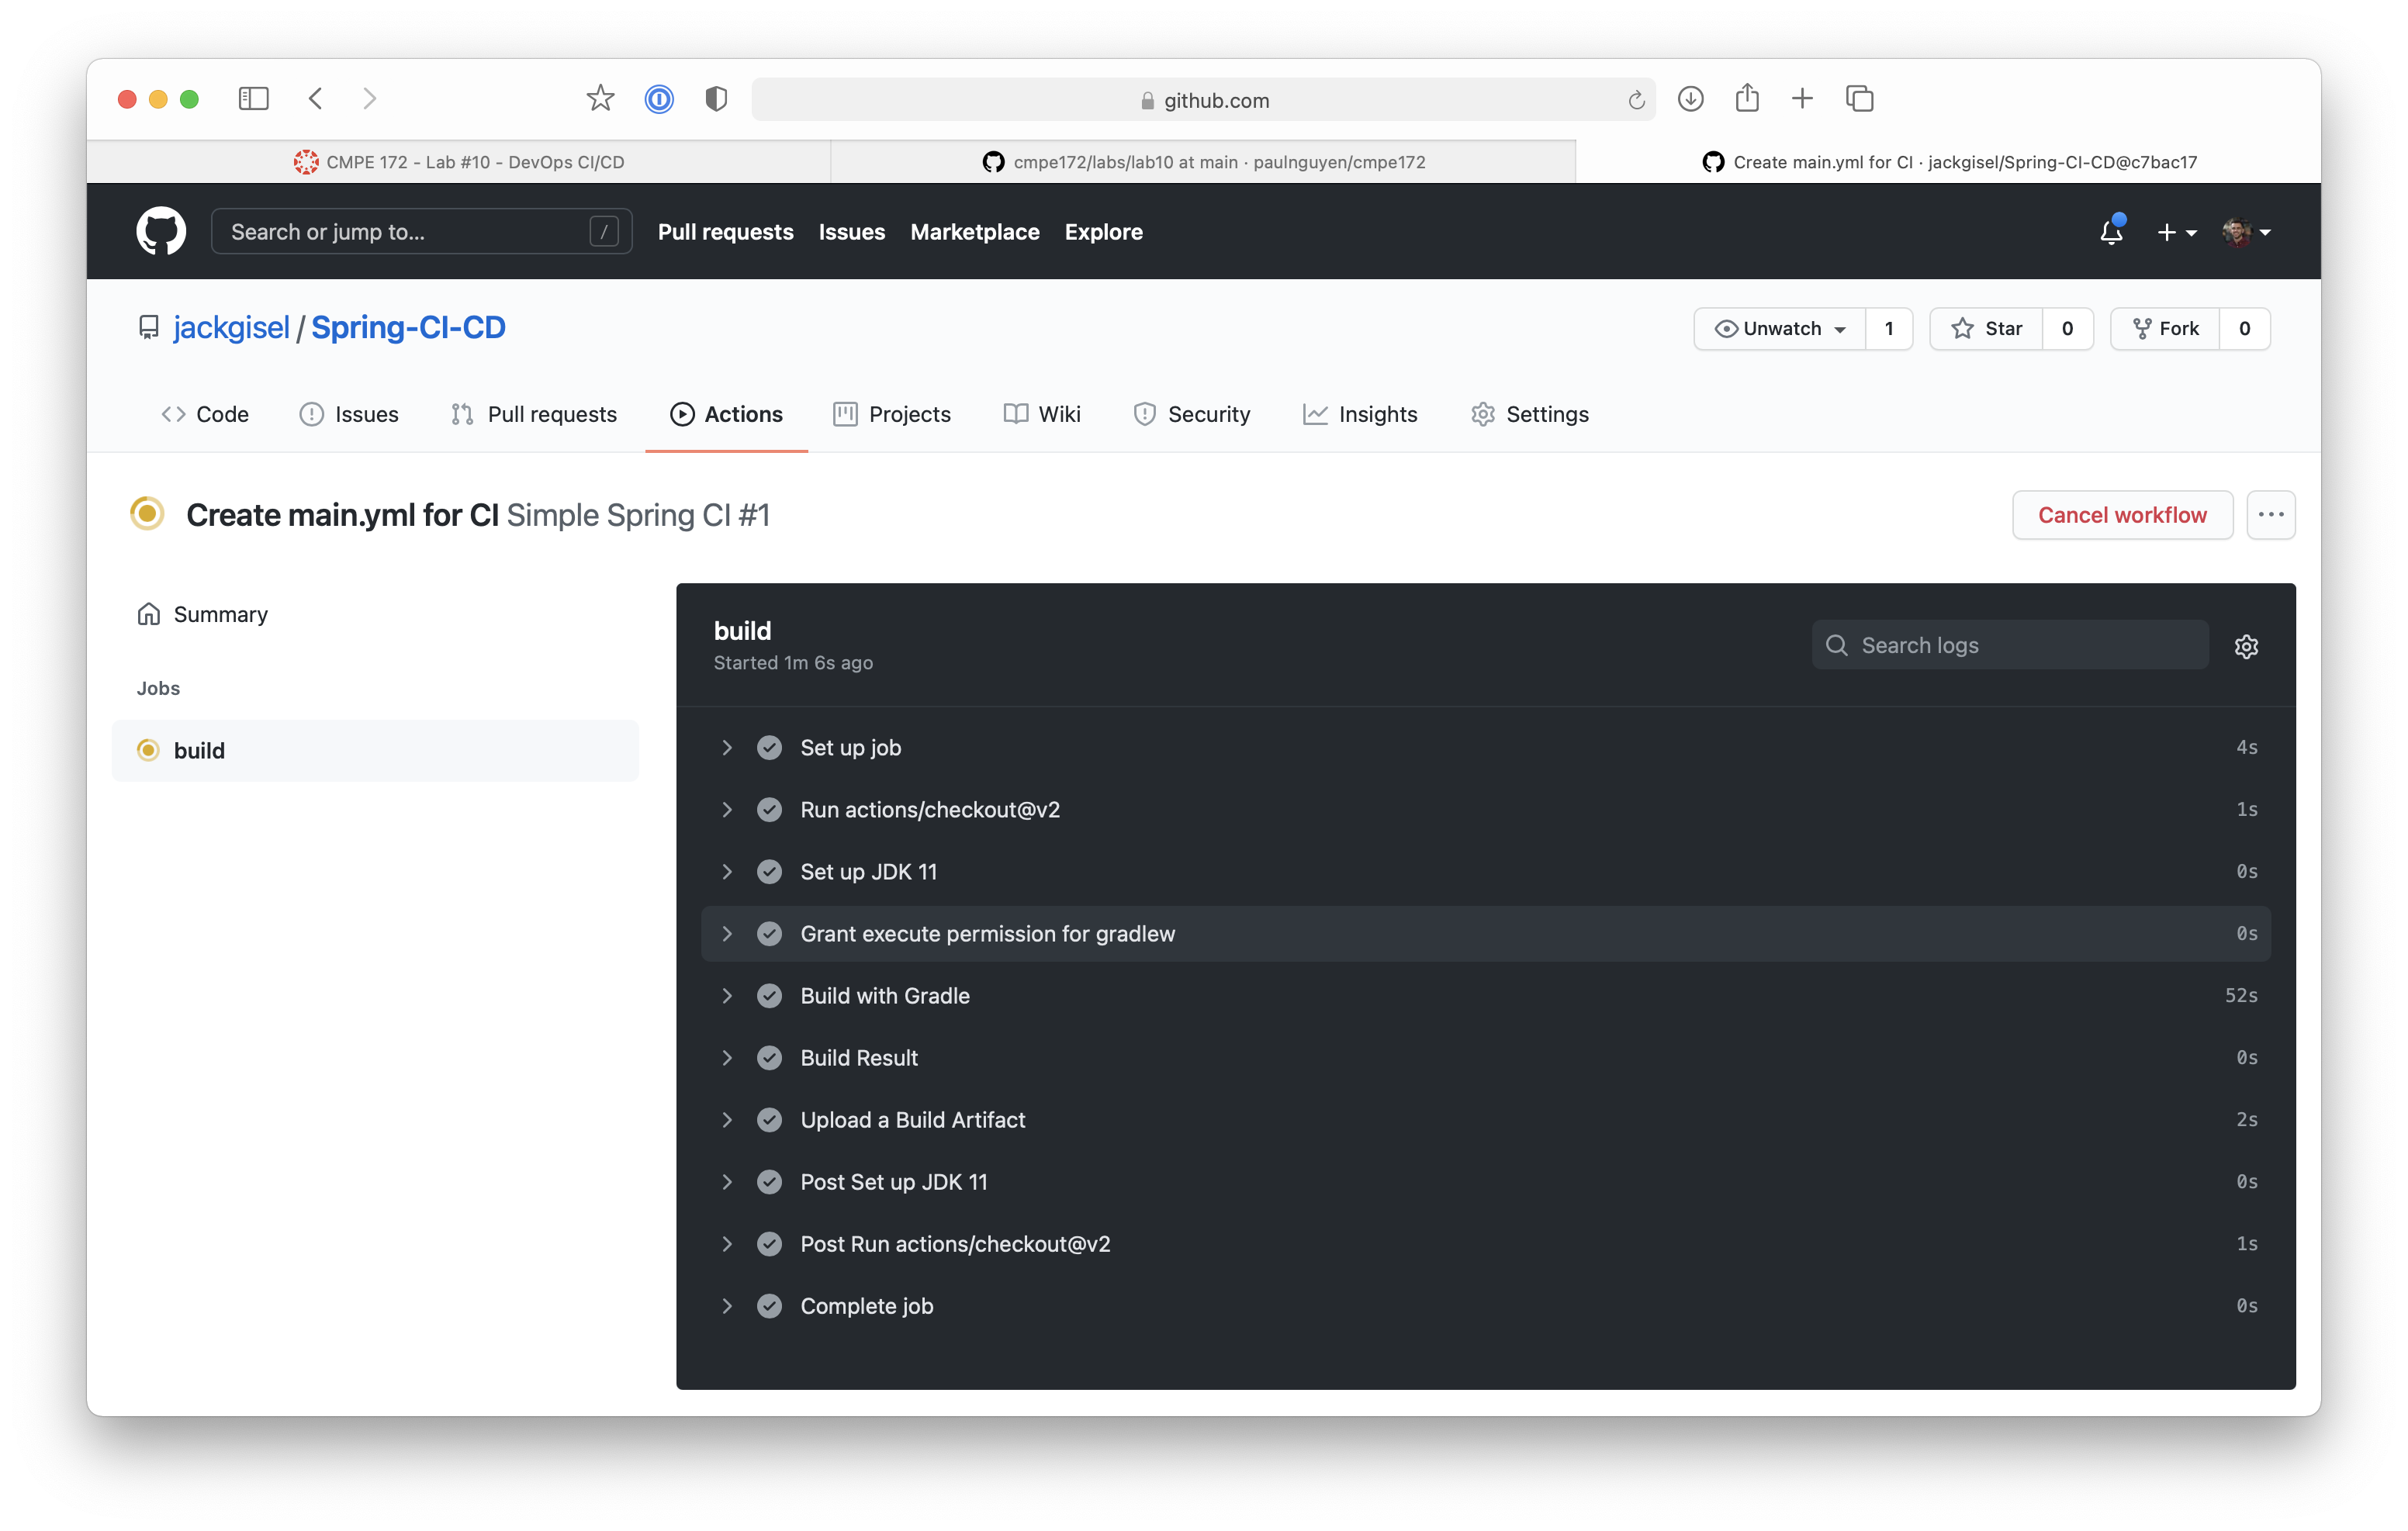 github.com
CMPE 172 - Lab #10 - DevOps CI/CD
cmpe172/labs/lab10 at main · paulnguyen/cmpe172
Create main.yml for CI · jackgisel/Spring-CI-CD@c7bac17
Search or jump to... /
Pull requests Issues Marketplace Explore
jackgisel / Spring-CI-CD
Unwatch 1 Star 0 Fork 0
Code Issues Pull requests Actions Projects Wiki Security Insights Settings
Create main.yml for CI Simple Spring CI #1
Cancel workflow
Summary
Jobs
build
build
Started 1m 6s ago
Search logs
Set up job 4s
Run actions/checkout@v2 1s
Set up JDK 11 0s
Grant execute permission for gradlew 0s
Build with Gradle 52s
Build Result 0s
Upload a Build Artifact 2s
Post Set up JDK 11 0s
Post Run actions/checkout@v2 1s
Complete job 0s